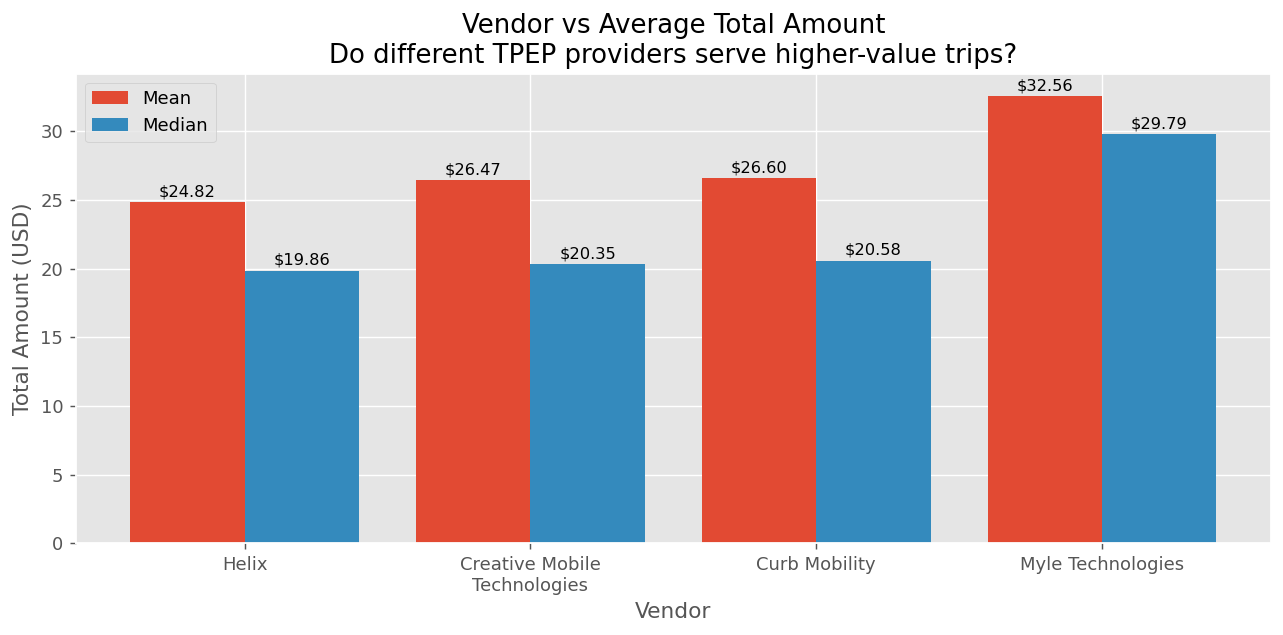 Vendor vs Average Total Amount
Do different TPEP providers serve higher-value trips?
Mean
Median
$24.82
$19.86
$26.47
$20.35
$26.60
$20.58
$32.56
$29.79
30
25
20
15
10
5
0
Total Amount (USD)
Helix
Creative Mobile
Technologies
Curb Mobility
Myle Technologies
Vendor